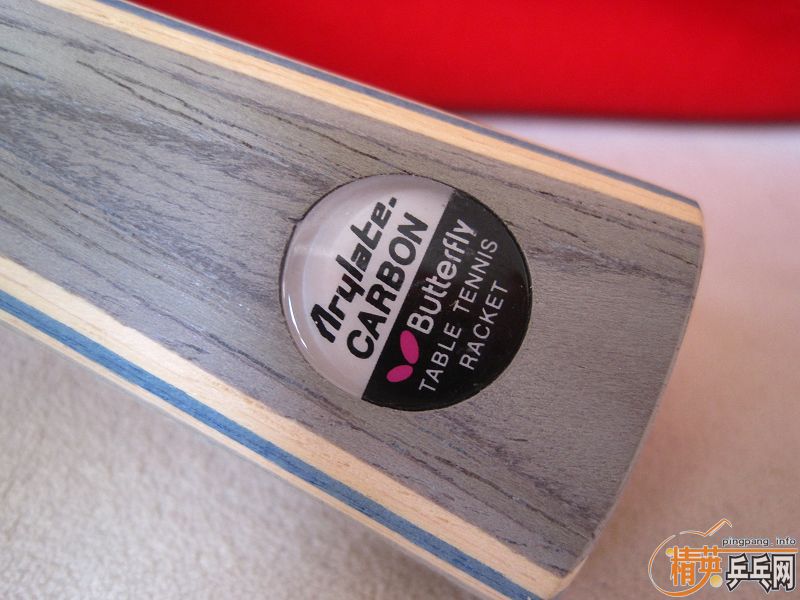 Arylate-
CARBON
Butterfly
TABLE TENNIS
RACKET
pingpang.info
精英乒乓网